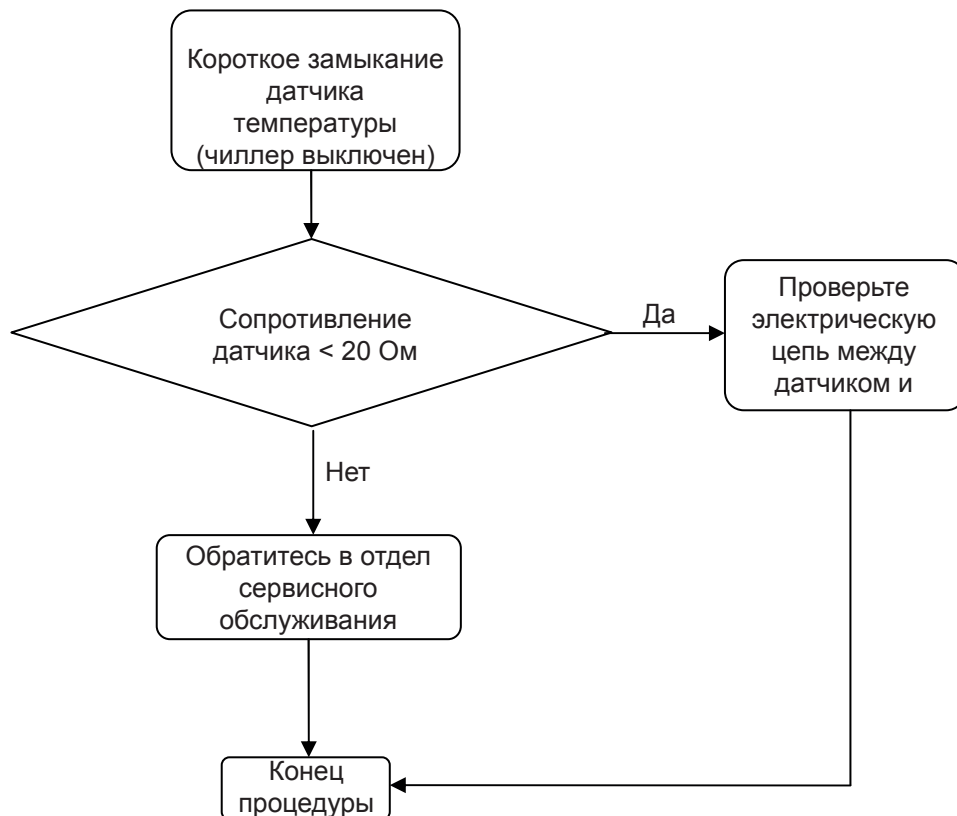 Короткое замыкание
датчика
температуры
(чиллер выключен)
Сопротивление
датчика < 20 Ом
Да
Проверьте
электрическую
цепь между
датчиком и
Нет
Обратитесь в отдел
сервисного
обслуживания
Конец
процедуры